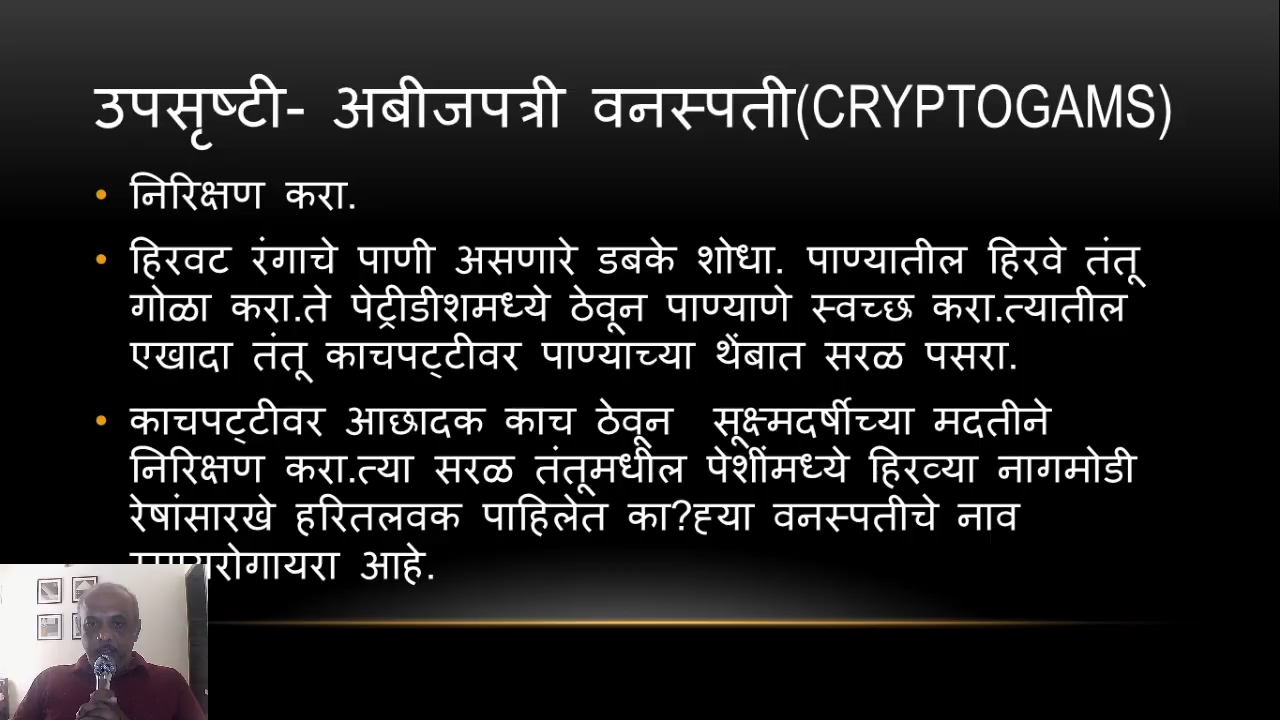 उपसृष्टी- अबीजपत्री वनस्पती(CRYPTOGAMS)
• निरिक्षण करा.
• हिरवट रंगाचे पाणी असणारे डबके शोधा. पाण्यातील हिरवे तंतू
गोळा करा.ते पेट्रीडीशमध्ये ठेवून पाण्याणे स्वच्छ करा.त्यातील
एखादा तंतू काचपट्टीवर पाण्याच्या थेंबात सरळ पसरा.
• काचपट्टीवर आछादक काच ठेवून सूक्ष्मदर्षीच्या मदतीने
निरिक्षण करा.त्या सरळ तंतूमधील पेशींमध्ये हिरव्या नागमोडी
रेषांसारखे हरितलवक पाहिलेत का?ह्या वनस्पतीचे नाव
आहे.